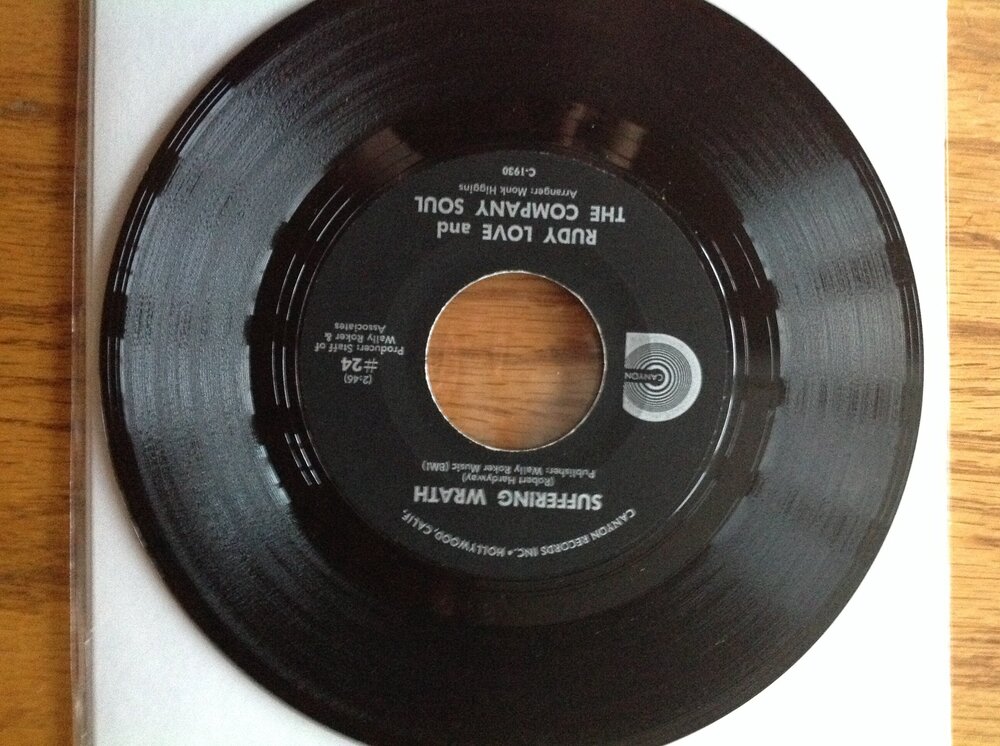 CANYON RECORDS INC. • HOLLYWOOD, CALIF.
SUFFERING WRATH
(Robert Hardyway)
Publisher: Wally Roker Music (BMI)
CANYON
(2:46)
#24
Producer: Staff of
Wally Roker &
Associates
RUDY LOVE and
THE COMPANY SOUL
Arranger: Monk Higgins
C-1930